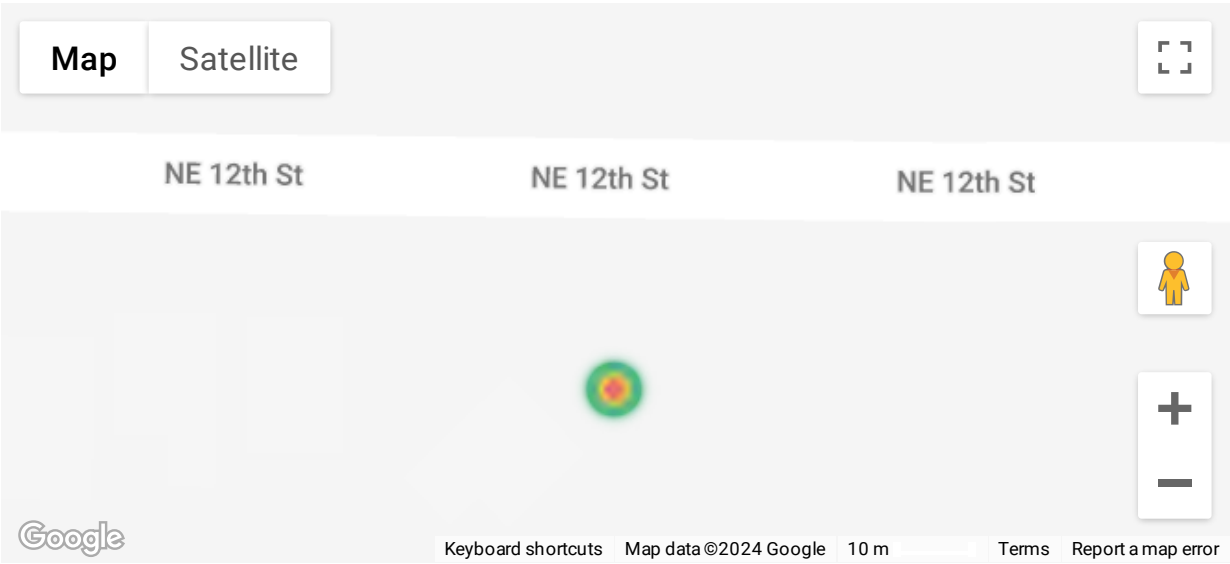 Map Satellite
NE 12th St NE 12th St NE 12th St
Google
Keyboard shortcuts Map data ©2024 Google 10 m Terms Report a map error